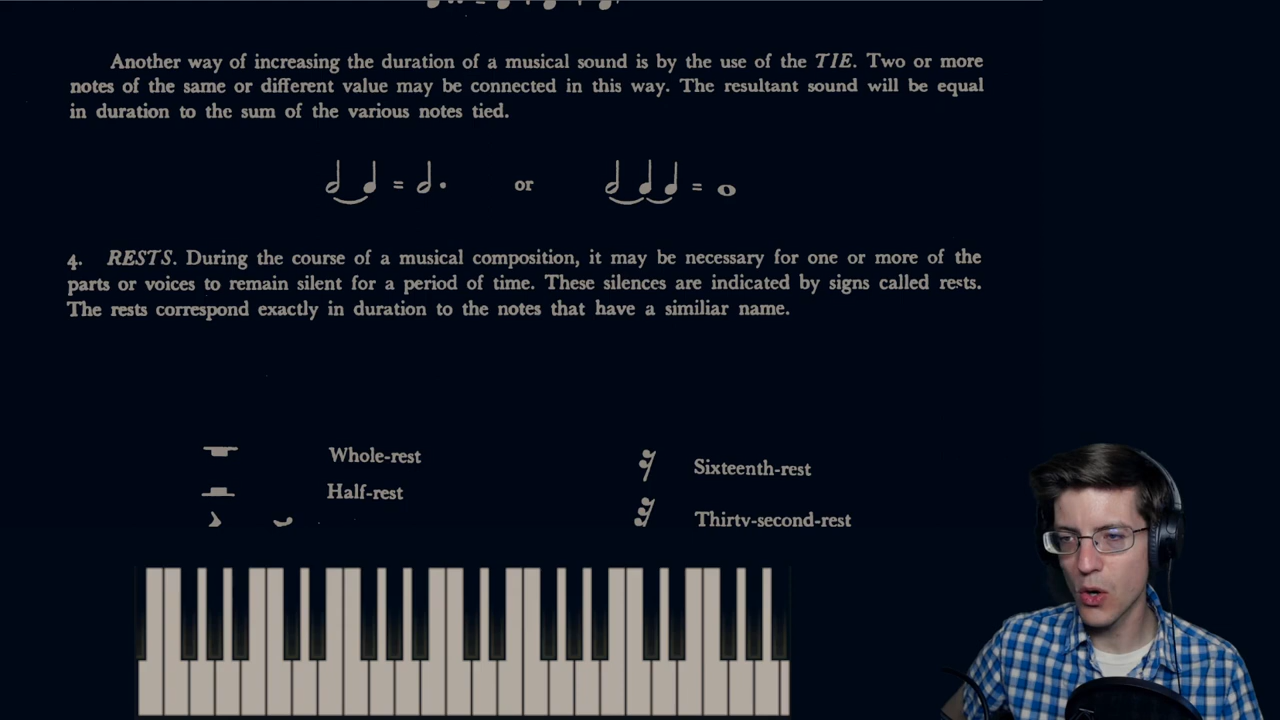 Another way of increasing the duration of a musical sound is by the use of the TIE. Two or more
notes of the same or different value may be connected in this way. The resultant sound will be equal
in duration to the sum of the various notes tied.
= or =
4. RESTS. During the course of a musical composition, it may be necessary for one or more of the
parts or voices to remain silent for a period of time. These silences are indicated by signs called rests.
The rests correspond exactly in duration to the notes that have a similiar name.
Whole-rest Sixteenth-rest
Half-rest
Thirty-second-rest